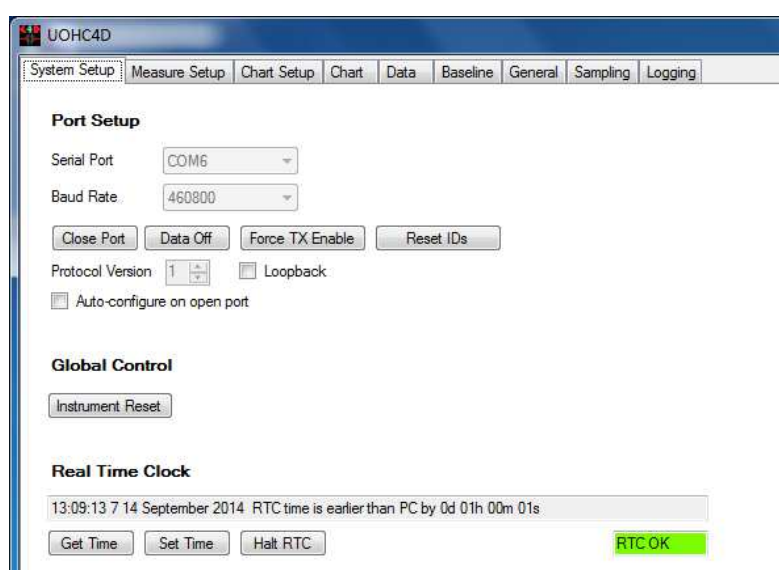 UOHC4D
System Setup Measure Setup Chart Setup Chart Data Baseline General Sampling Logging
Port Setup
Serial Port COM6
Baud Rate 460800
Close Port Data Off Force TX Enable Reset IDs
Protocol Version 1 Loopback
Auto-configure on open port
Global Control
Instrument Reset
Real Time Clock
13:09:13 7 14 September 2014 RTC time is earlier than PC by 0d 01h 00m 01s
Get Time Set Time Halt RTC RTC OK